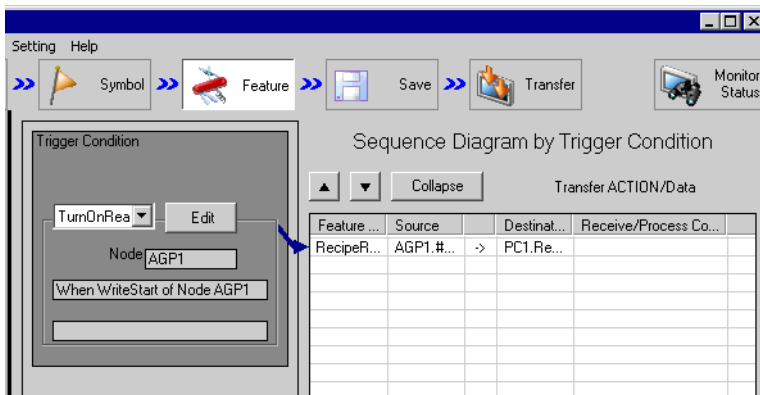 Setting Help
Symbol Feature Save Transfer Monitor Status
Trigger Condition
Sequence Diagram by Trigger Condition
Collapse Transfer ACTION/Data
TurnOnRea Edit
Feature ... Source Destinat... Receive/Process Co...
RecipeR... AGP1.#... -> PC1.Re...
Node AGP1
When WriteStart of Node AGP1